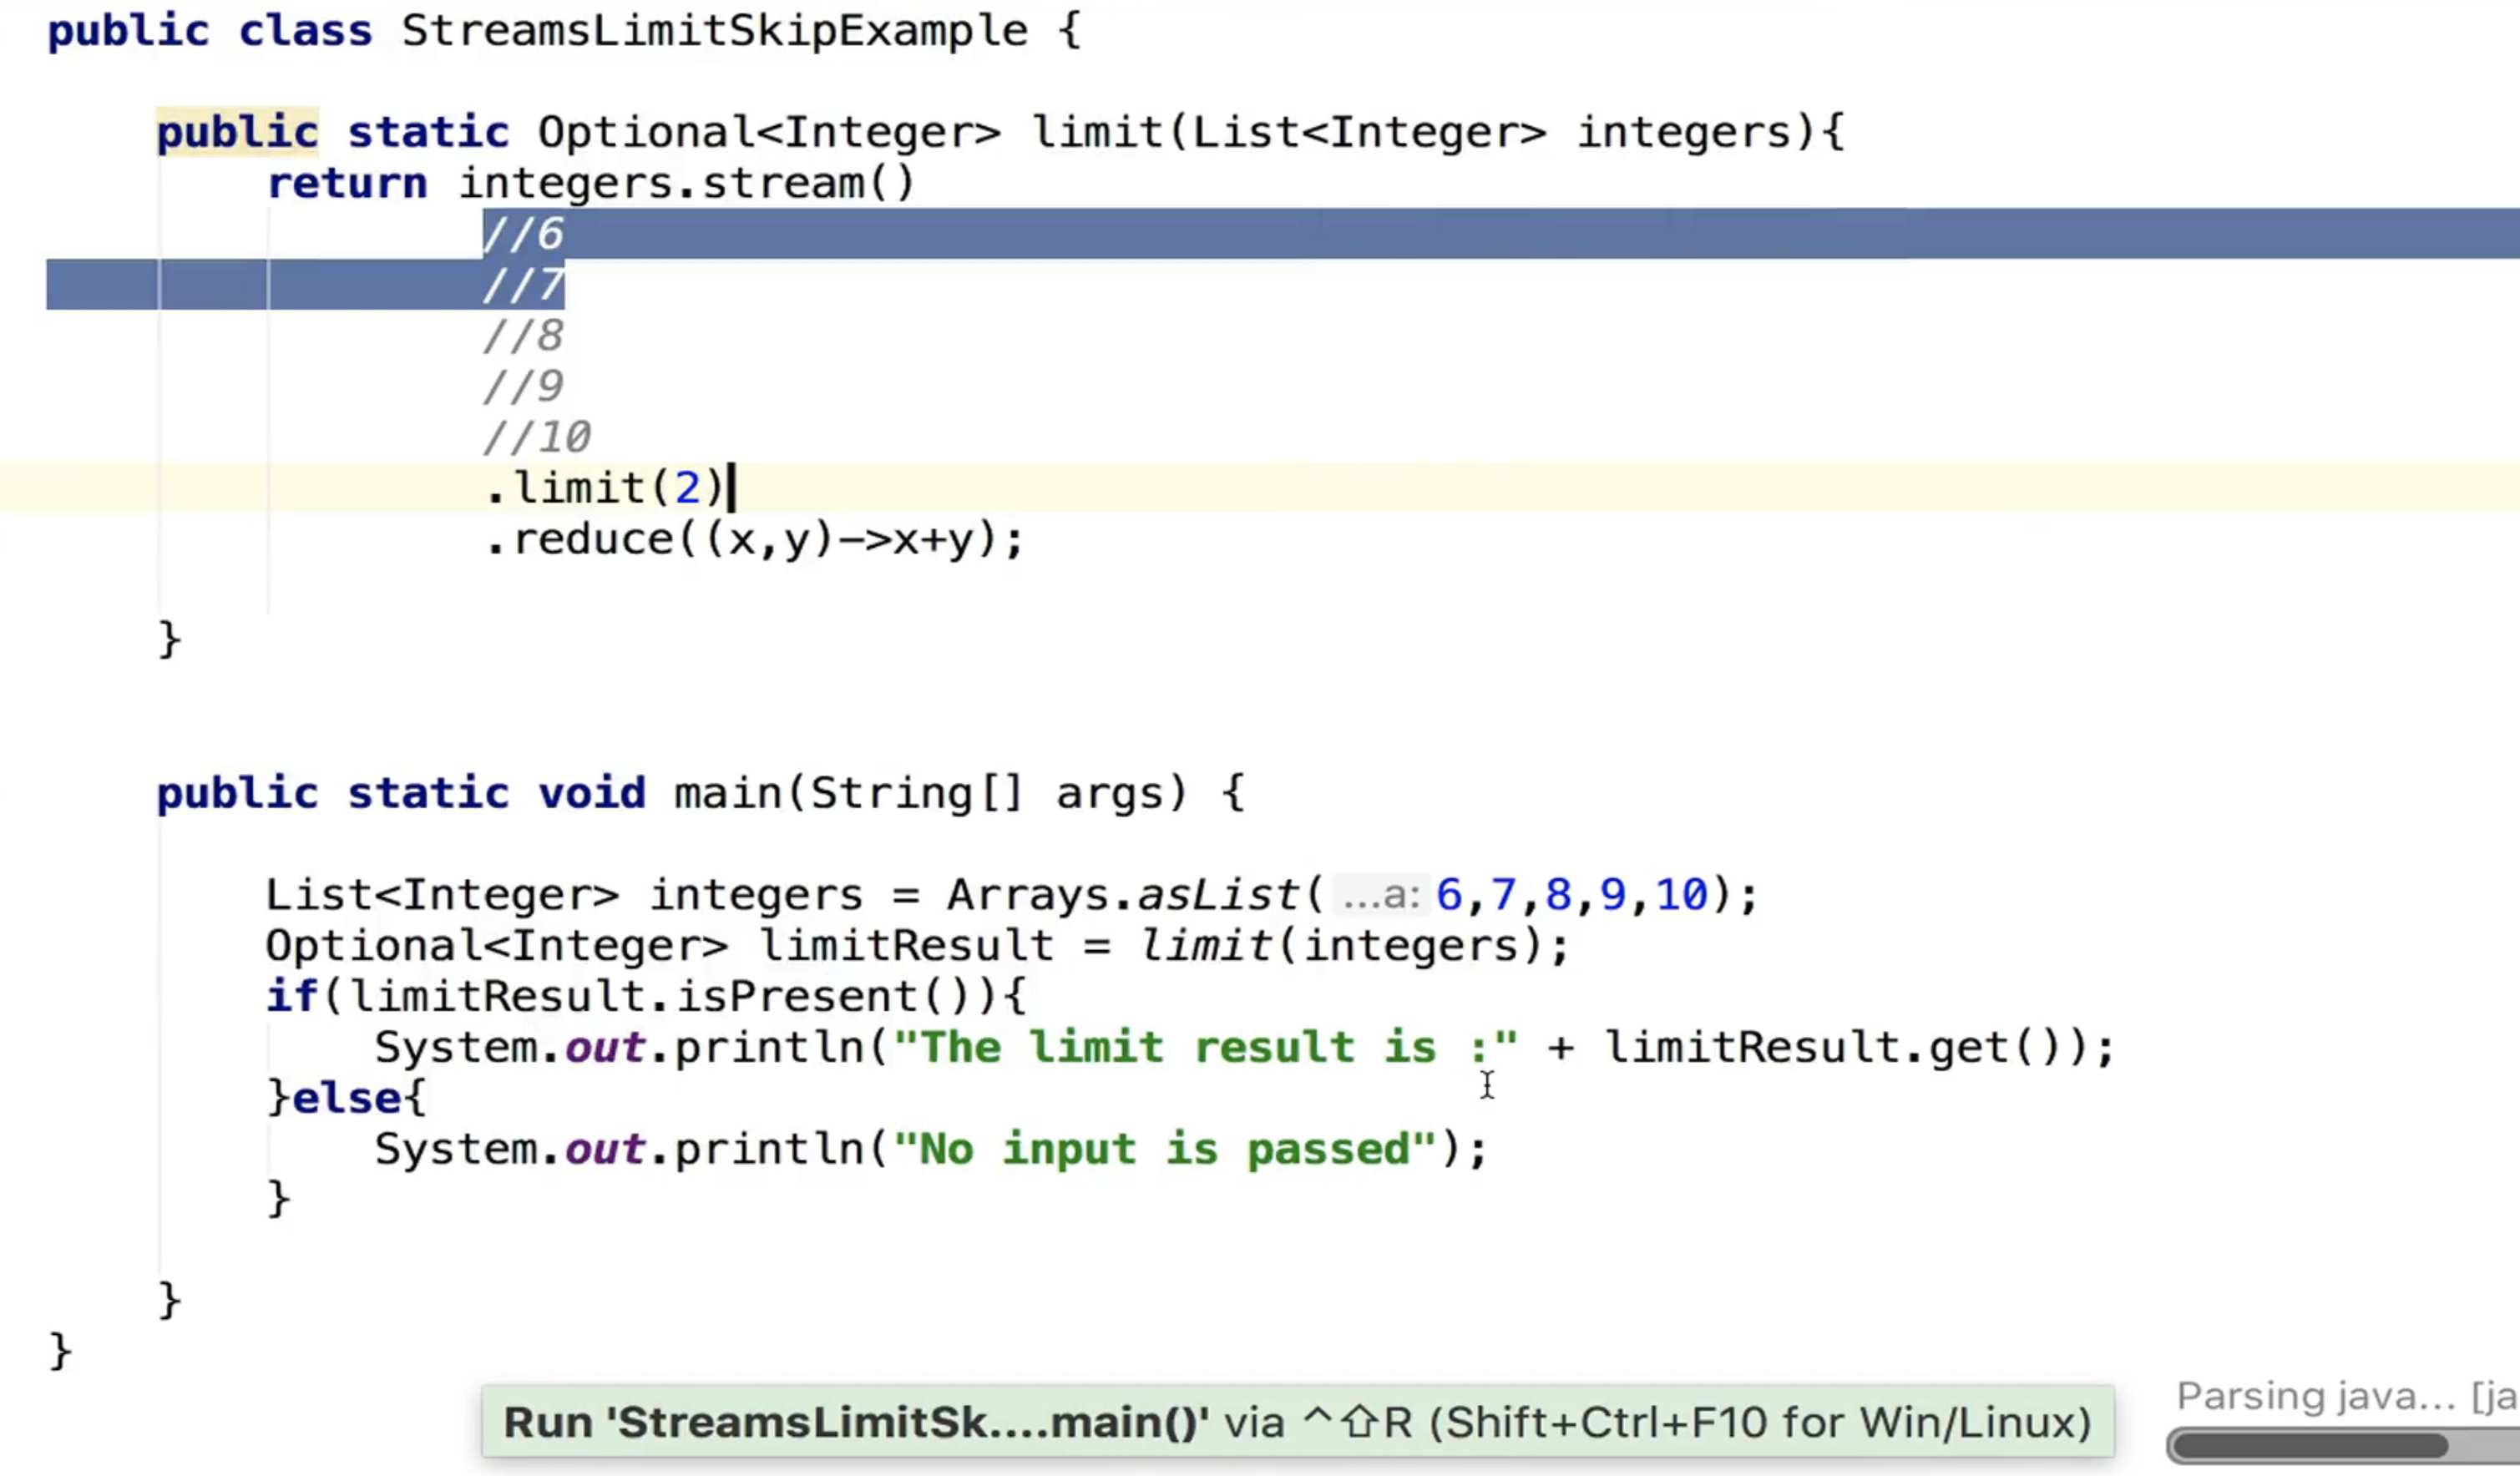 public class StreamsLimitSkipExample {
public static Optional<Integer> limit(List<Integer> integers){
return integers.stream()
//6
//7
//8
//9
//10
.limit(2)
.reduce((x,y)->x+y);
}
public static void main(String[] args) {
List<Integer> integers = Arrays.asList( ...a: 6,7,8,9,10);
Optional<Integer> limitResult = limit(integers);
if(limitResult.isPresent()){
System.out.println("The limit result is :" + limitResult.get());
}else{
System.out.println("No input is passed");
}
}
}
Run 'StreamsLimitSk....main()' via ^⇧R (Shift+Ctrl+F10 for Win/Linux)
Parsing java... [ja